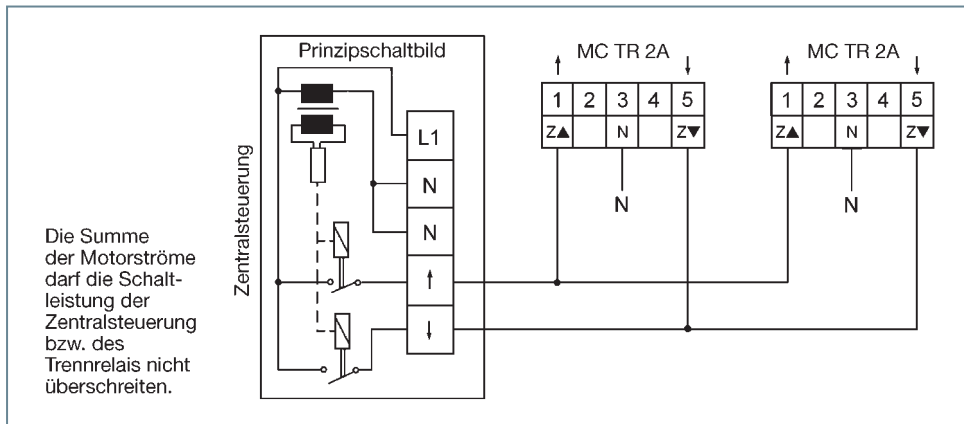 Prinzipschaltbild
Zentralsteuerung
L1
N
N
↑
↓
↑ MC TR 2A ↓
1 2 3 4 5
Z▲ N Z▼
N
↑ MC TR 2A ↓
1 2 3 4 5
Z▲ N Z▼
N
Die Summe
der Motorströme
darf die Schalt-
leistung der
Zentralsteuerung
bzw. des
Trennrelais nicht
überschreiten.